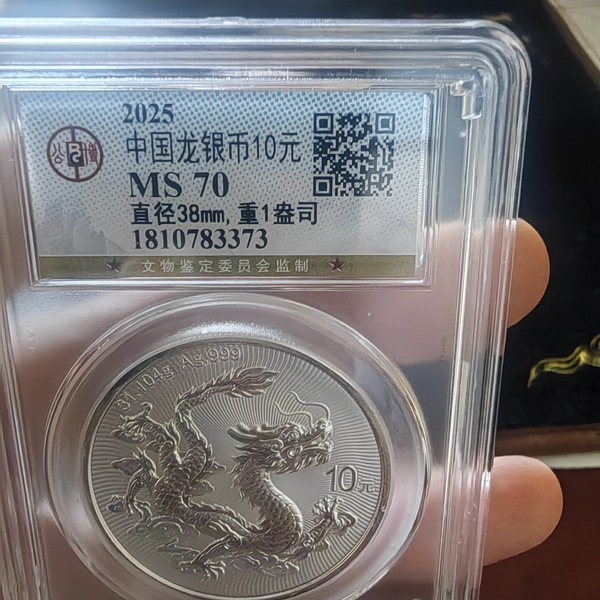 2025
中国龙银币10元
MS 70
直径38mm,重1盎司
1810783373
文物鉴定委员会监制
31.104g Ag.999
10元